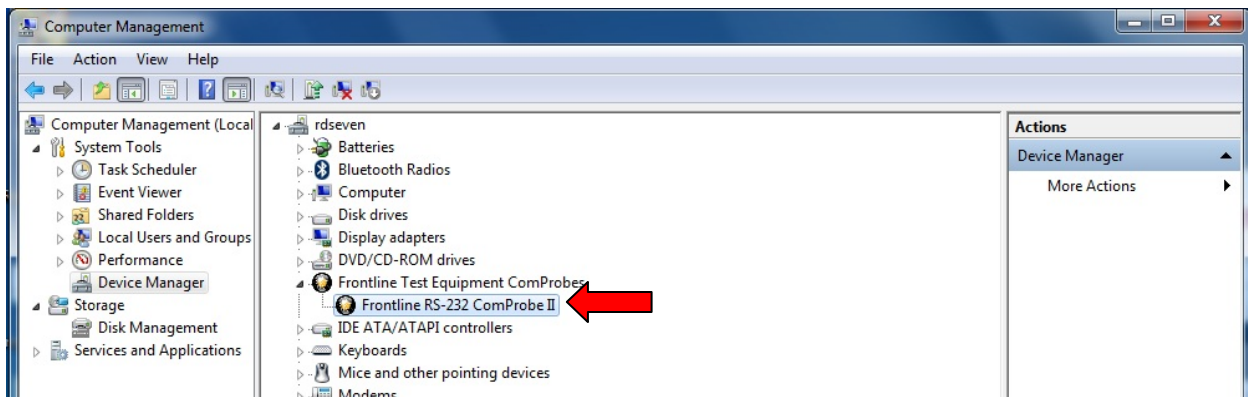 Computer Management
File Action View Help
Computer Management (Local
System Tools
Task Scheduler
Event Viewer
Shared Folders
Local Users and Groups
Performance
Device Manager
Storage
Disk Management
Services and Applications
rdseven
Batteries
Bluetooth Radios
Computer
Disk drives
Display adapters
DVD/CD-ROM drives
Frontline Test Equipment ComProbes
Frontline RS-232 ComProbe II
IDE ATA/ATAPI controllers
Keyboards
Mice and other pointing devices
Modems
Actions
Device Manager
More Actions